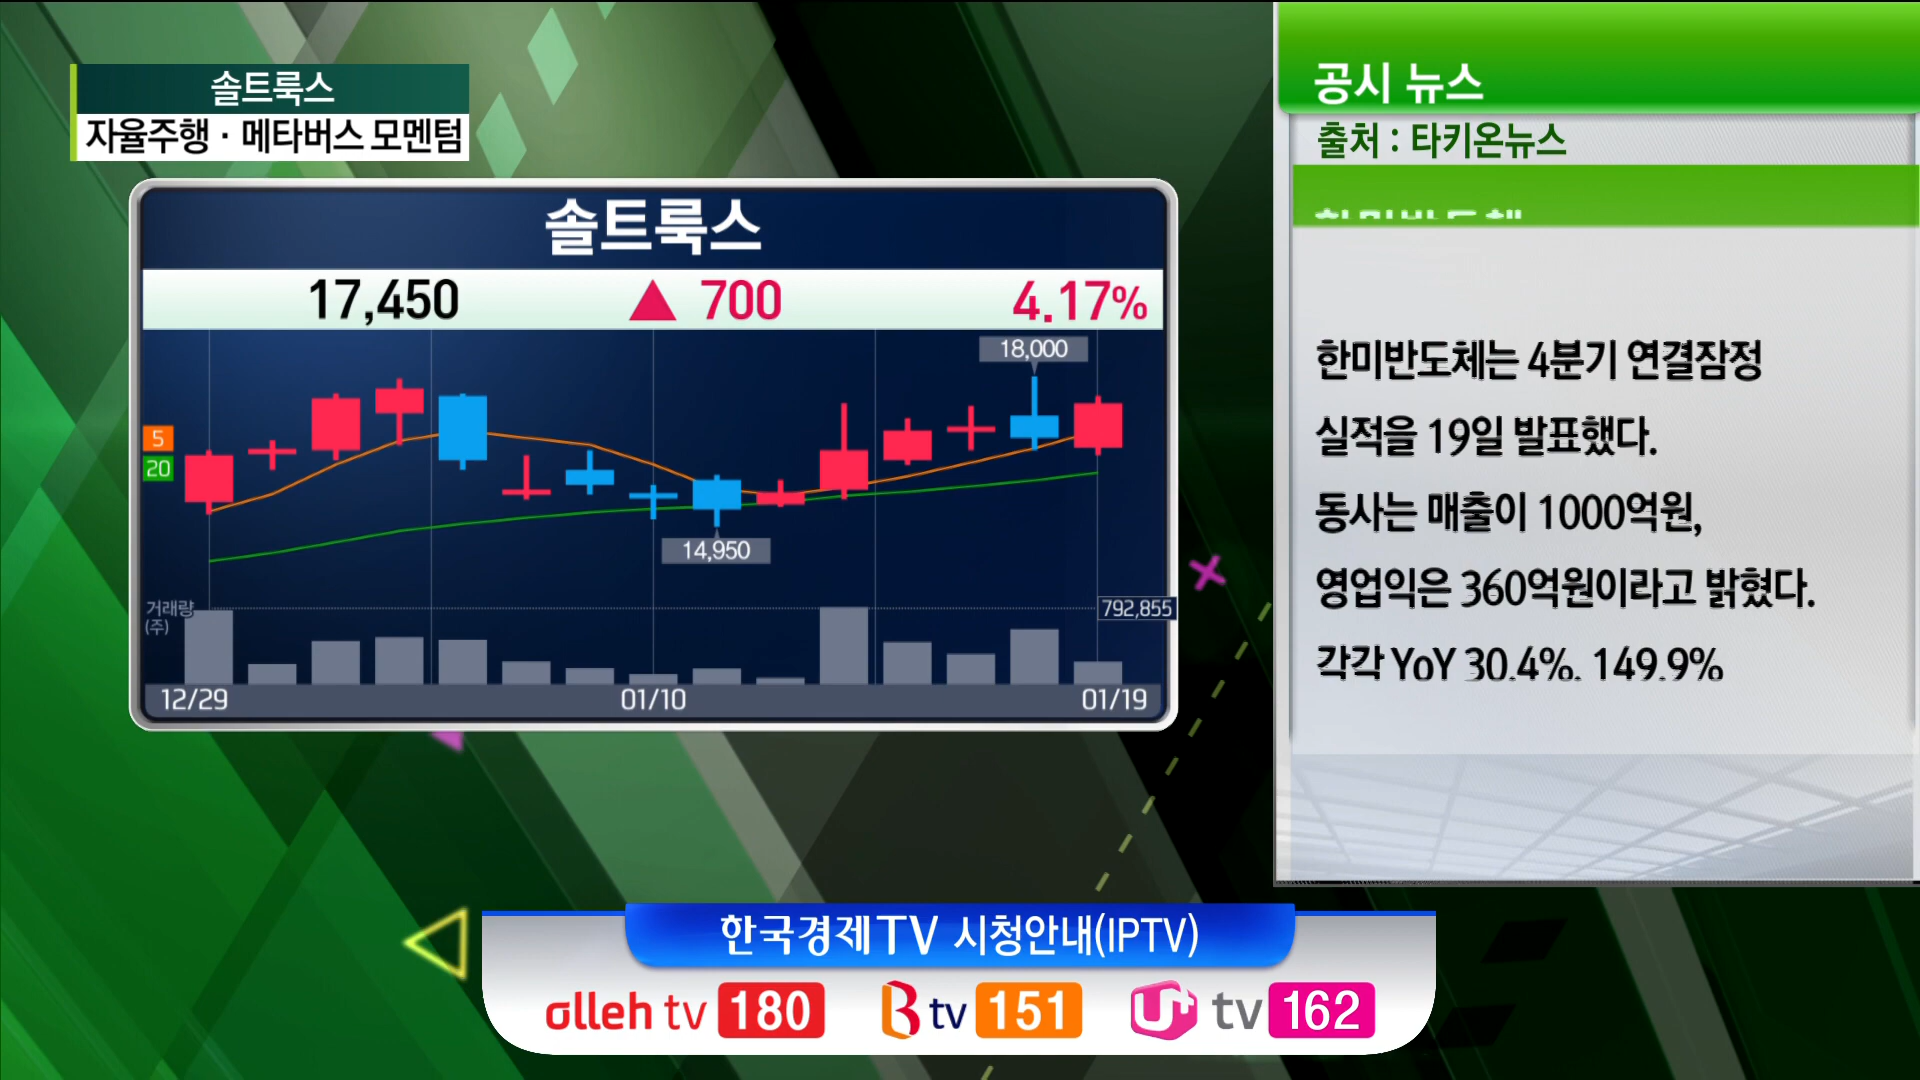 솔트룩스
자율주행 · 메타버스 모멘텀
솔트룩스
17,450 ▲ 700 4.17%
18,000
5
20
14,950
거래량
(주)
792,855
12/29 01/10 01/19
공시 뉴스
출처 : 타키온뉴스
한미반도체는 4분기 연결잠정
실적을 19일 발표했다.
동사는 매출이 1000억원,
영업익은 360억원이라고 밝혔다.
각각 YoY 30.4%, 149.9%
한국경제TV 시청안내(IPTV)
olleh tv 180 B tv 151 U+ tv 162